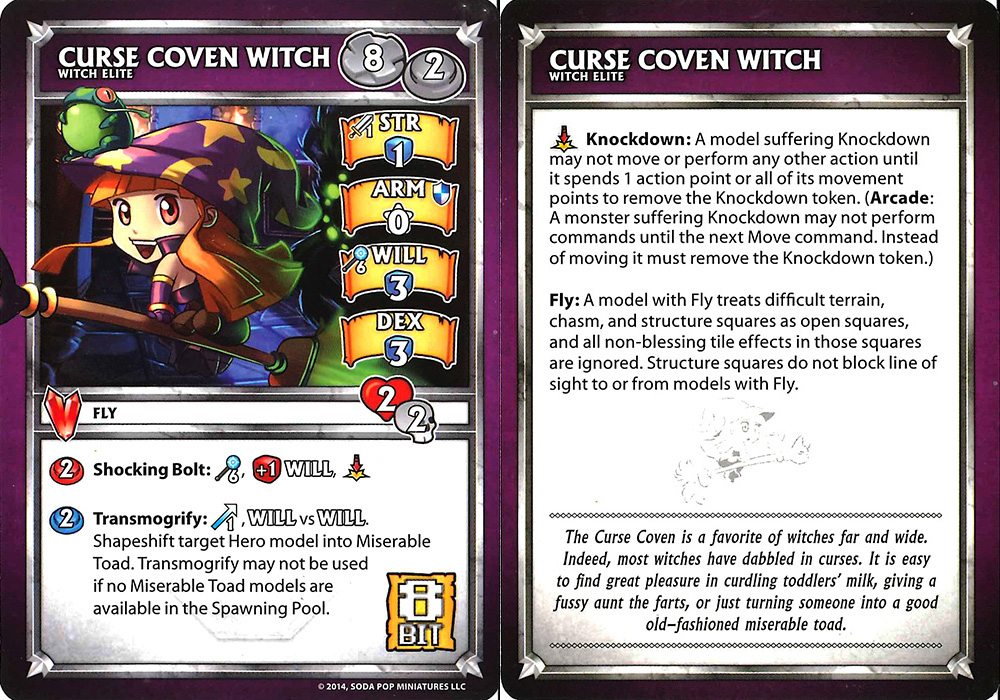 CURSE COVEN WITCH
WITCH ELITE
8
2
STR
1
ARM
0
6 WILL
3
DEX
3
FLY
2
2
2 Shocking Bolt: 6, +1 WILL,
2 Transmogrify: 1, WILL vs WILL.
Shapeshift target Hero model into Miserable
Toad. Transmogrify may not be used
if no Miserable Toad models are
available in the Spawning Pool.
8
BIT
© 2014, SODA POP MINIATURES LLC
CURSE COVEN WITCH
WITCH ELITE
Knockdown: A model suffering Knockdown
may not move or perform any other action until
it spends 1 action point or all of its movement
points to remove the Knockdown token. (Arcade:
A monster suffering Knockdown may not perform
commands until the next Move command. Instead
of moving it must remove the Knockdown token.)
Fly: A model with Fly treats difficult terrain,
chasm, and structure squares as open squares,
and all non-blessing tile effects in those squares
are ignored. Structure squares do not block line of
sight to or from models with Fly.
The Curse Coven is a favorite of witches far and wide.
Indeed, most witches have dabbled in curses. It is easy
to find great pleasure in curdling toddlers' milk, giving a
fussy aunt the farts, or just turning someone into a good
old-fashioned miserable toad.